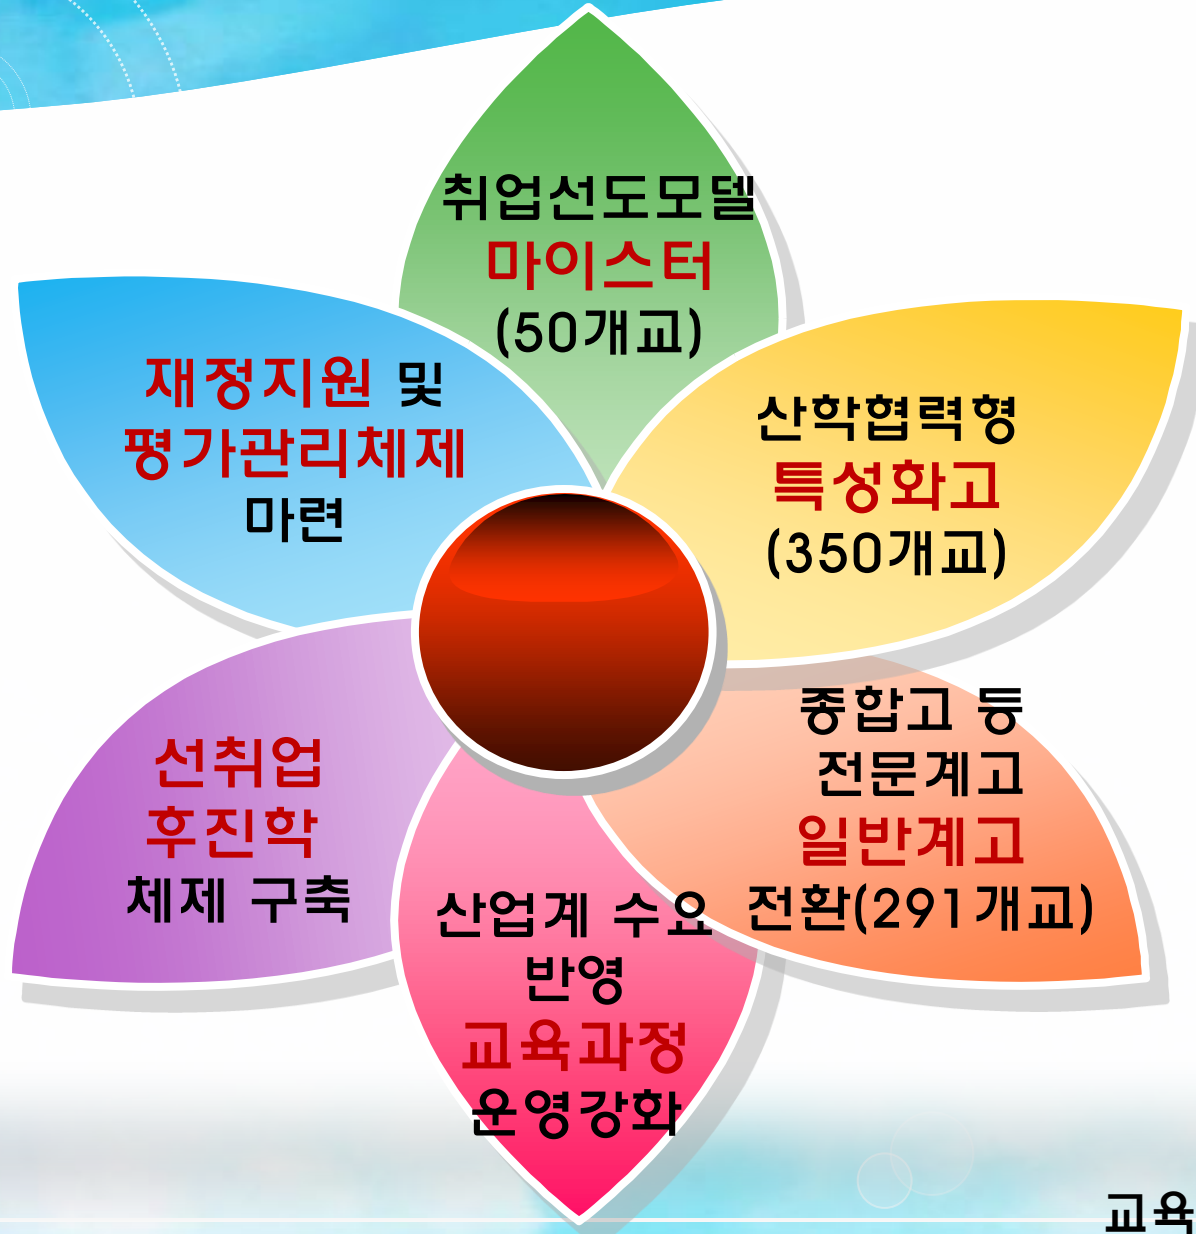 취업선도모델
마이스터
(50개교)
산학협력형
특성화고
(350개교)
종합고 등
전문계고
일반계고
전환(291개교)
산업계 수요
반영
교육과정
운영강화
선취업
후진학
체제 구축
재정지원 및
평가관리체제
마련
교육